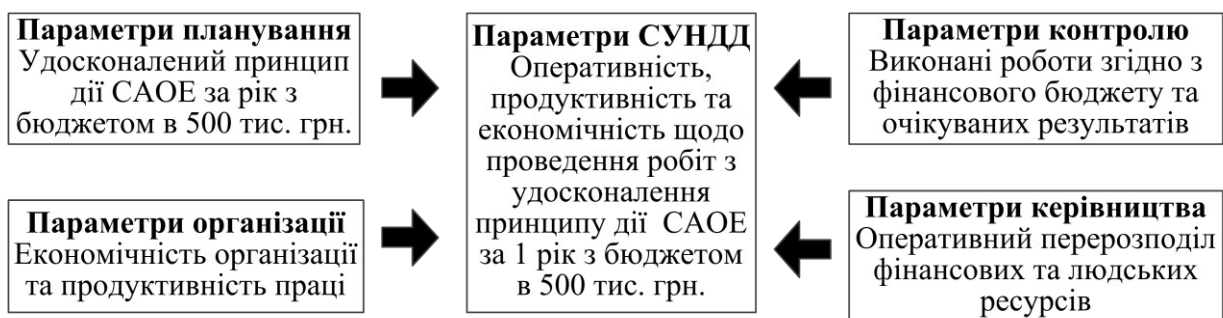 Параметри планування
Удосконалений принцип
дії САОЕ за рік з
бюджетом в 500 тис. грн.
Параметри організації
Економічність організації
та продуктивність праці
Параметри СУНДД
Оперативність,
продуктивність та
економічність щодо
проведення робіт з
удосконалення
принципу дії САОЕ
за 1 рік з бюджетом
в 500 тис. грн.
Параметри контролю
Виконані роботи згідно з
фінансового бюджету та
очікуваних результатів
Параметри керівництва
Оперативний перерозподіл
фінансових та людських
ресурсів